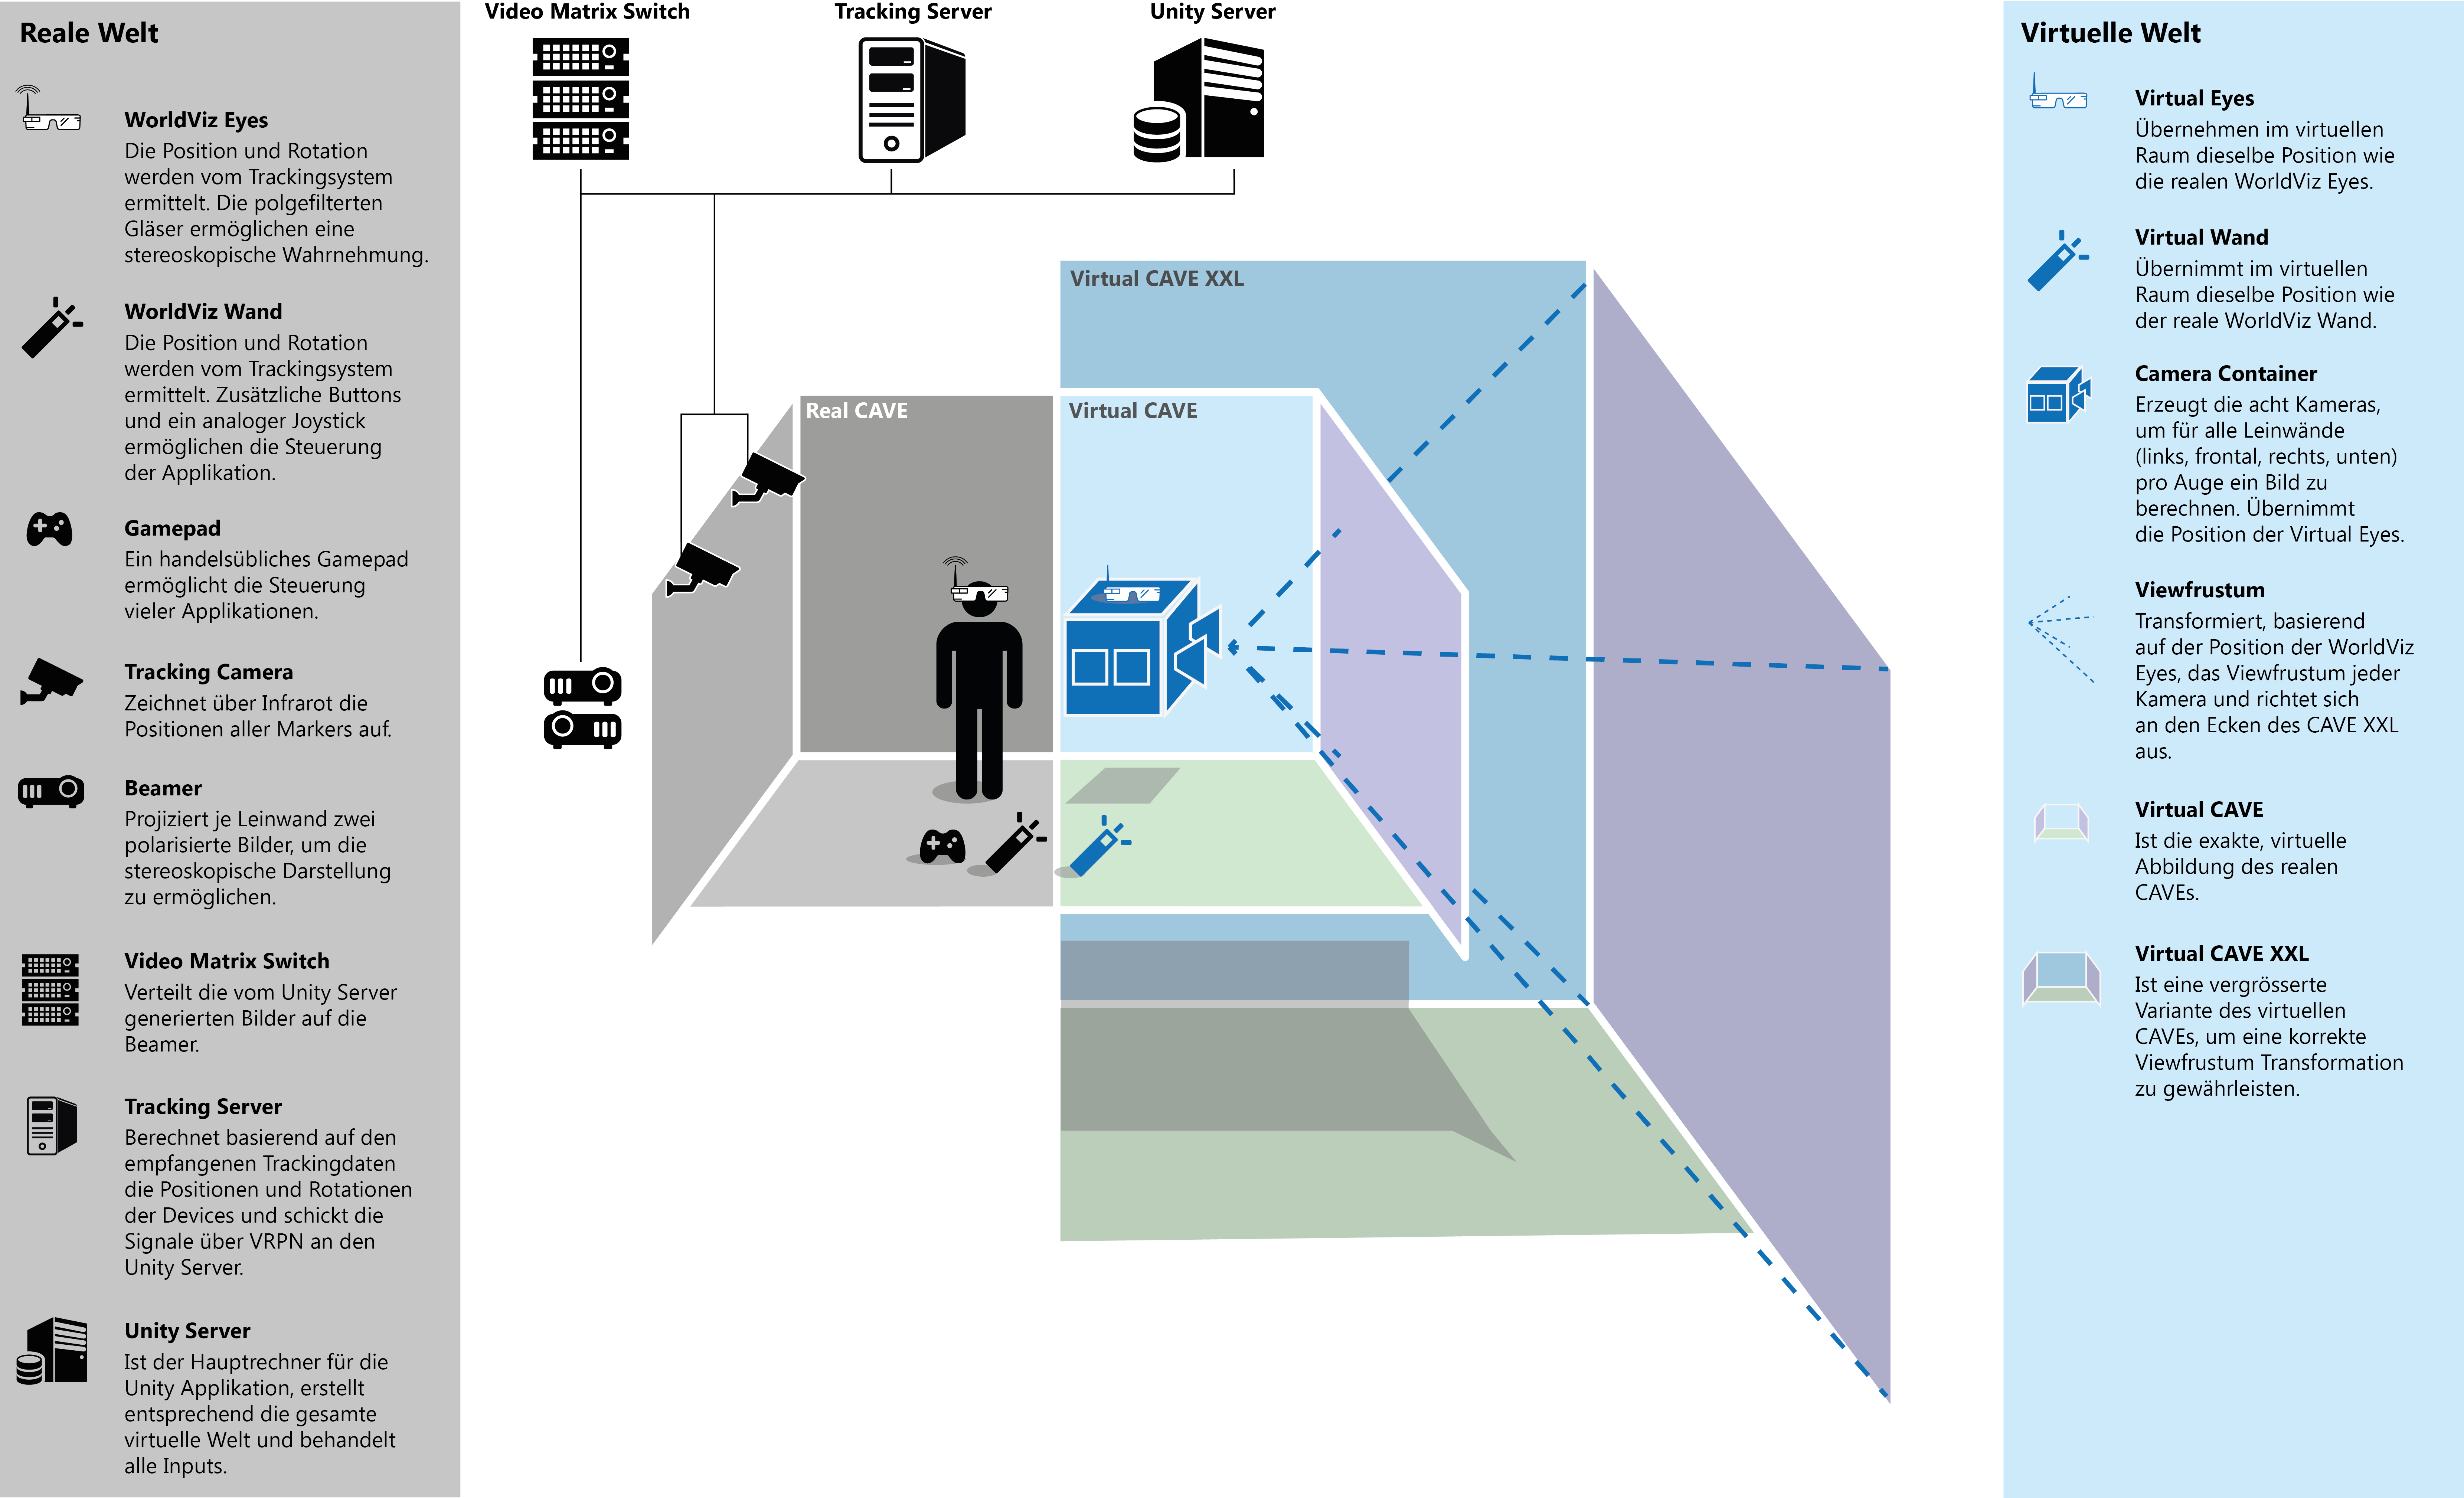 Reale Welt
WorldViz Eyes
Die Position und Rotation
werden vom Trackingsystem
ermittelt. Die polgefilterten
Gläser ermöglichen eine
stereoskopische Wahrnehmung.
WorldViz Wand
Die Position und Rotation
werden vom Trackingsystem
ermittelt. Zusätzliche Buttons
und ein analoger Joystick
ermöglichen die Steuerung
der Applikation.
Gamepad
Ein handelsübliches Gamepad
ermöglicht die Steuerung
vieler Applikationen.
Tracking Camera
Zeichnet über Infrarot die
Positionen aller Markers auf.
Beamer
Projiziert je Leinwand zwei
polarisierte Bilder, um die
stereoskopische Darstellung
zu ermöglichen.
Video Matrix Switch
Verteilt die vom Unity Server
generierten Bilder auf die
Beamer.
Tracking Server
Berechnet basierend auf den
empfangenen Trackingdaten
die Positionen und Rotationen
der Devices und schickt die
Signale über VRPN an den
Unity Server.
Unity Server
Ist der Hauptrechner für die
Unity Applikation, erstellt
entsprechend die gesamte
virtuelle Welt und behandelt
alle Inputs.
Video Matrix Switch
Tracking Server
Unity Server
Virtual CAVE XXL
Real CAVE
Virtual CAVE
Virtuelle Welt
Virtual Eyes
Übernehmen im virtuellen
Raum dieselbe Position wie
die realen WorldViz Eyes.
Virtual Wand
Übernimmt im virtuellen
Raum dieselbe Position wie
der reale WorldViz Wand.
Camera Container
Erzeugt die acht Kameras,
um für alle Leinwände
(links, frontal, rechts, unten)
pro Auge ein Bild zu
berechnen. Übernimmt
die Position der Virtual Eyes.
Viewfrustum
Transformiert, basierend
auf der Position der WorldViz
Eyes, das Viewfrustum jeder
Kamera und richtet sich
an den Ecken des CAVE XXL
aus.
Virtual CAVE
Ist die exakte, virtuelle
Abbildung des realen
CAVEs.
Virtual CAVE XXL
Ist eine vergrösserte
Variante des virtuellen
CAVEs, um eine korrekte
Viewfrustum Transformation
zu gewährleisten.